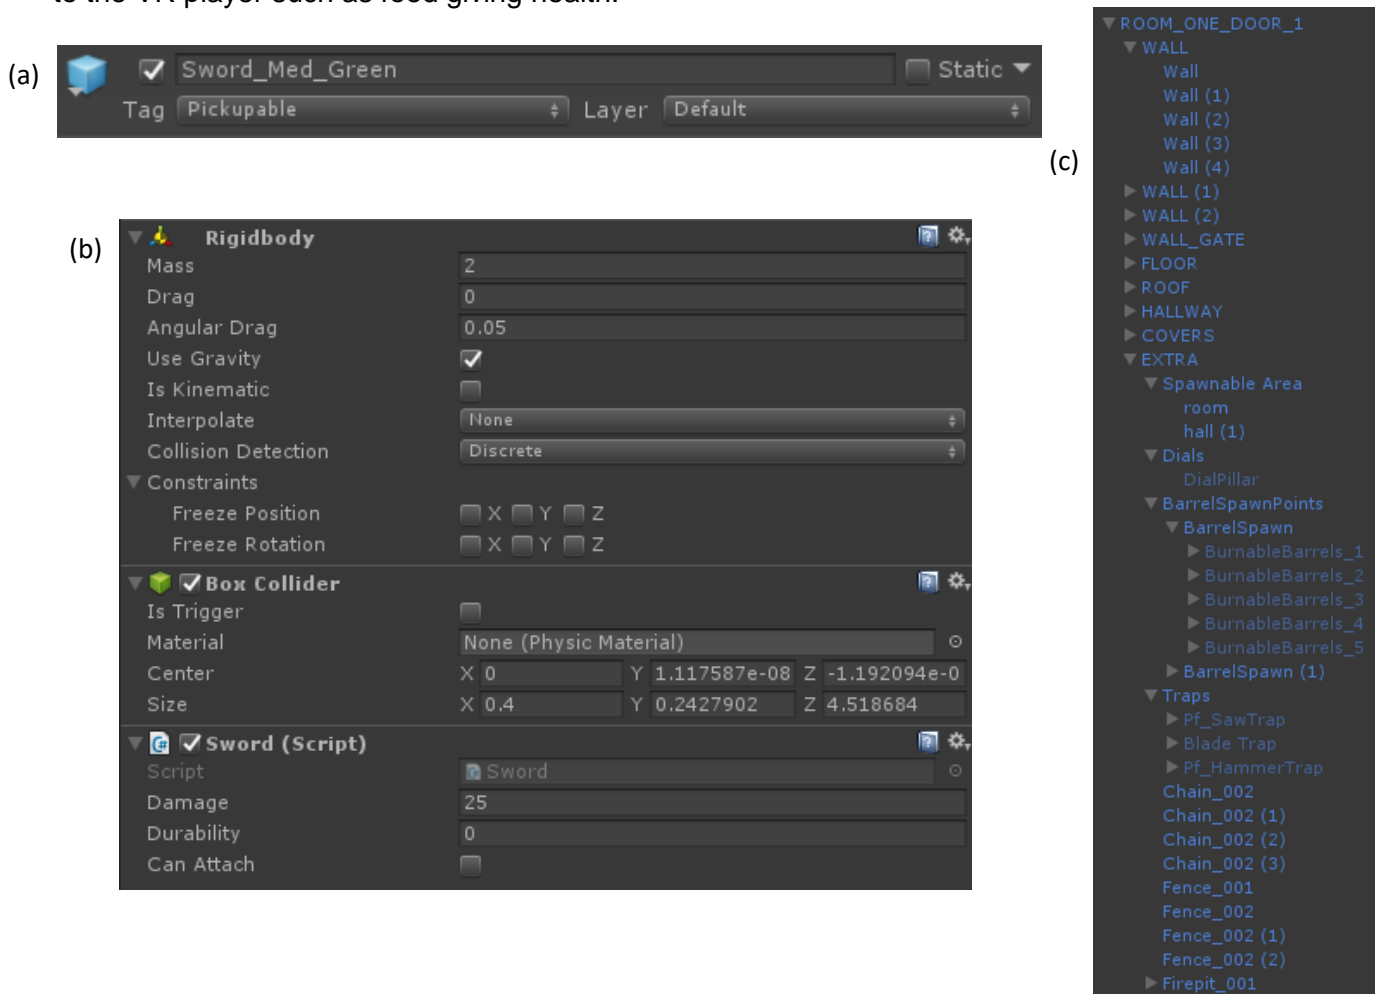 to the VR player such as food giving health.
(a)
Sword_Med_Green Static
Tag Pickupable Layer Default
(b)
Rigidbody
Mass 2
Drag 0
Angular Drag 0.05
Use Gravity
Is Kinematic
Interpolate None
Collision Detection Discrete
Constraints
Freeze Position X Y Z
Freeze Rotation X Y Z
Box Collider
Is Trigger
Material None (Physic Material)
Center X 0 Y 1.117587e-08 Z -1.192094e-0
Size X 0.4 Y 0.2427902 Z 4.518684
Sword (Script)
Script Sword
Damage 25
Durability 0
Can Attach
(c)
ROOM_ONE_DOOR_1
WALL
Wall
Wall (1)
Wall (2)
Wall (3)
Wall (4)
WALL (1)
WALL (2)
WALL_GATE
FLOOR
ROOF
HALLWAY
COVERS
EXTRA
Spawnable Area
room
hall (1)
Dials
DialPillar
BarrelSpawnPoints
BarrelSpawn
BurnableBarrels_1
BurnableBarrels_2
BurnableBarrels_3
BurnableBarrels_4
BurnableBarrels_5
BarrelSpawn (1)
Traps
Pf_SawTrap
Blade Trap
Pf_HammerTrap
Chain_002
Chain_002 (1)
Chain_002 (2)
Chain_002 (3)
Fence_001
Fence_002
Fence_002 (1)
Fence_002 (2)
Firepit_001